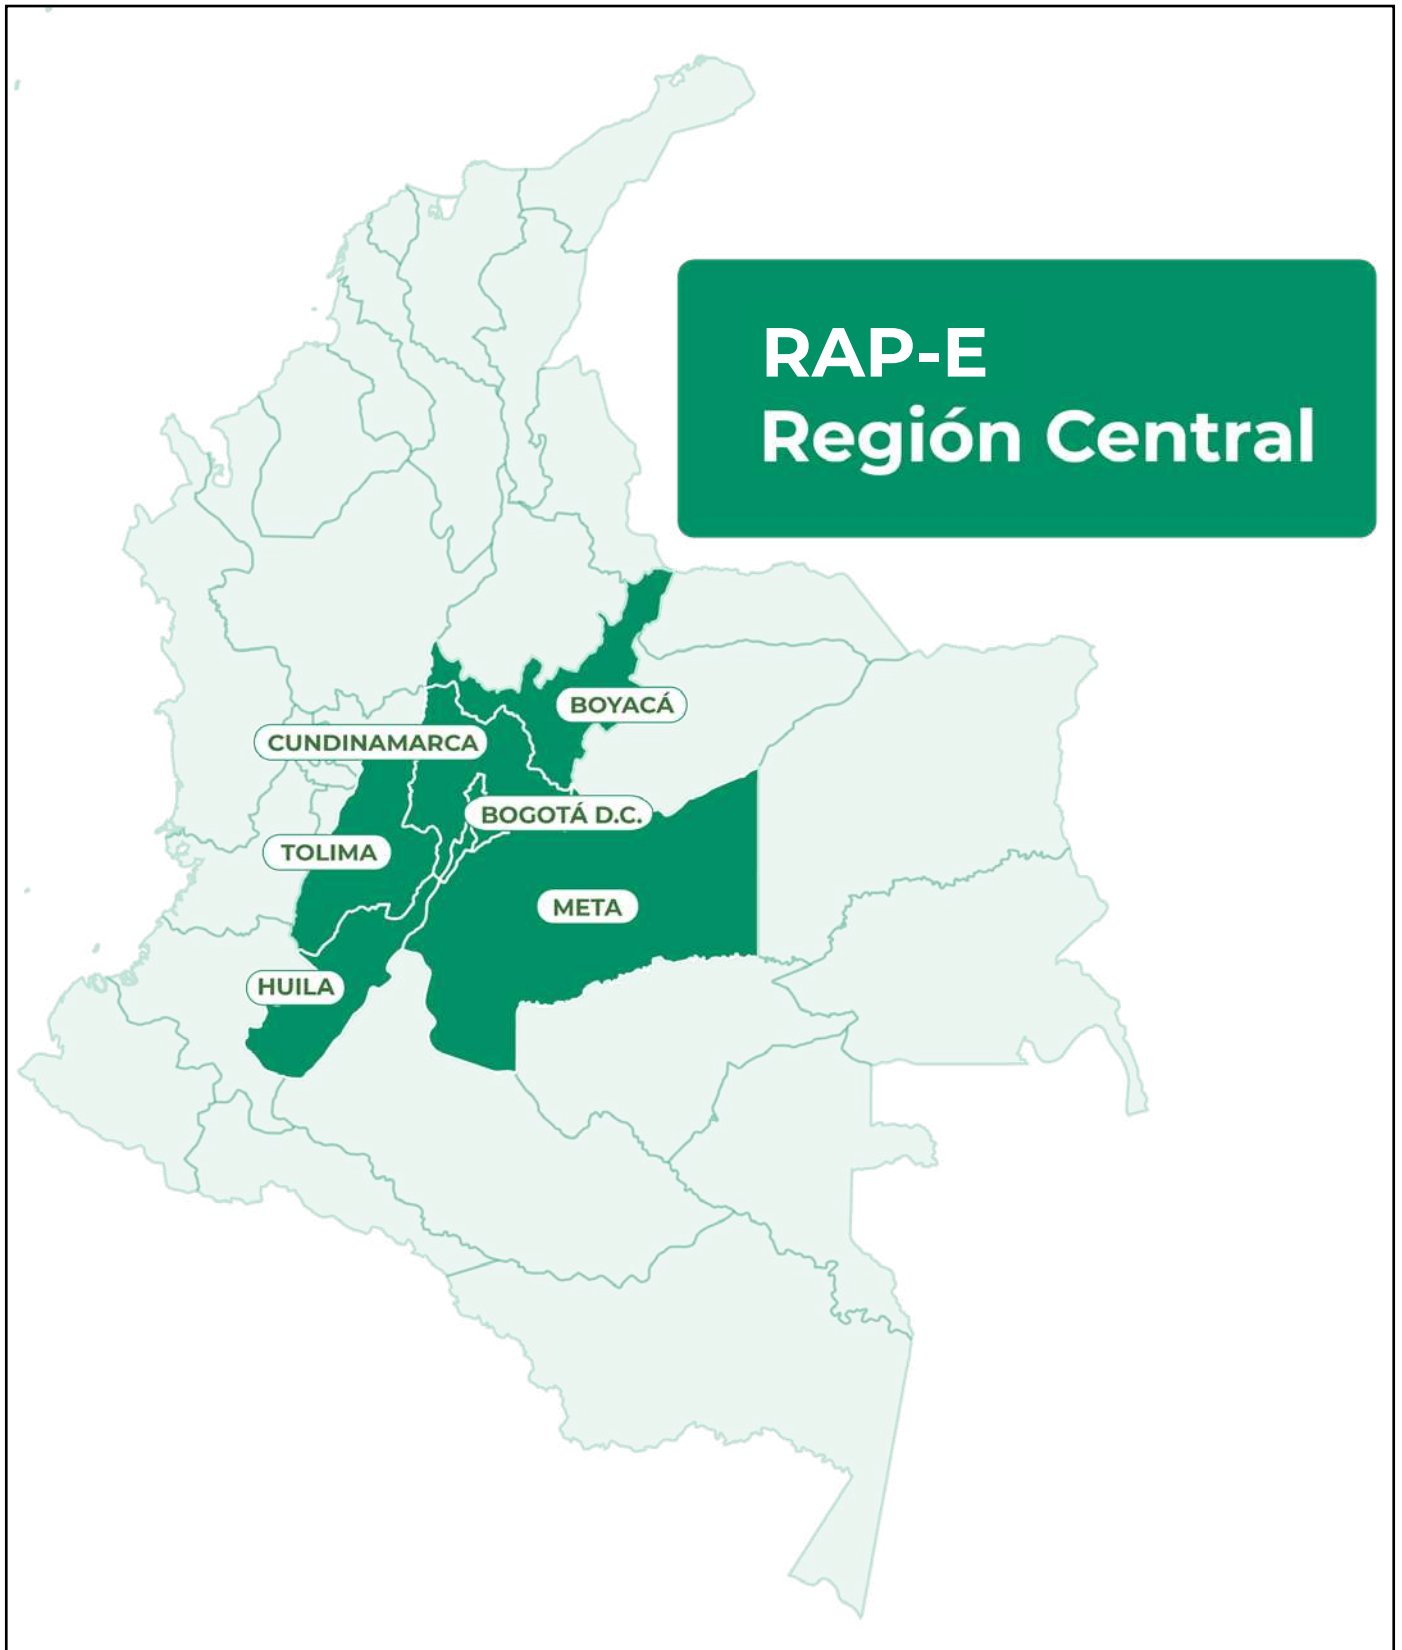 RAP-E
Región Central
BOYACÁ
CUNDINAMARCA
BOGOTÁ D.C.
TOLIMA
META
HUILA